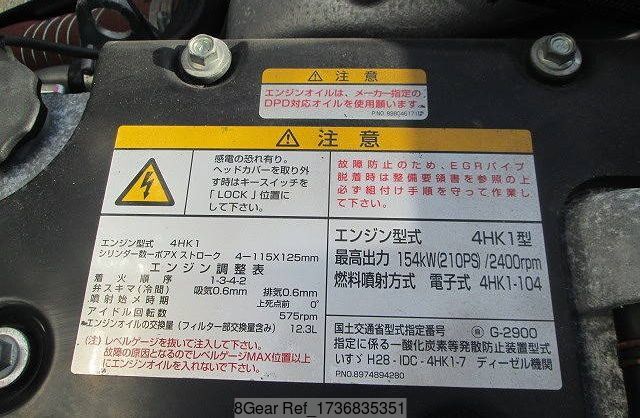 ⚠ 注 意
エンジンオイルは、メーカー指定の
DPD対応オイルを使用願います。
⚠ 注 意
感電の恐れ有り。
ヘッドカバーを取り外
す時はキースイッチを
「LOCK」位置に
して下さい。
故障防止のため、EGRパイプ
脱着時は整備要領書を参照の上
必ず組付け手順を守って作業し
て下さい。
エンジン型式 4HK1
シリンダー数ーボアXストローク 4-115X125mm
エンジン調整表
着火順序 1-3-4-2
弁スキマ(冷間) 吸気0.6mm 排気0.6mm
噴射始メ時期 上死点前 0°
アイドル回転数 575rpm
エンジンオイルの交換量(フィルター部交換量含み) 12.3L
(注)レベルゲージを抜いて注入して下さい。
故障の原因となるのでレベルゲージMAX位置以上
にエンジンオイルを入れないで下さい。
エンジン型式 4HK1型
最高出力 154kW(210PS)/2400rpm
燃料噴射方式 電子式 4HK1-104
国土交通省型式指定番号 G-2900
指定に係る一酸化炭素等発散防止装置型式
いすゞ H28-IDC-4HK1-7 ディーゼル機関
P.NO.8974894280
8Gear Ref_1736835351